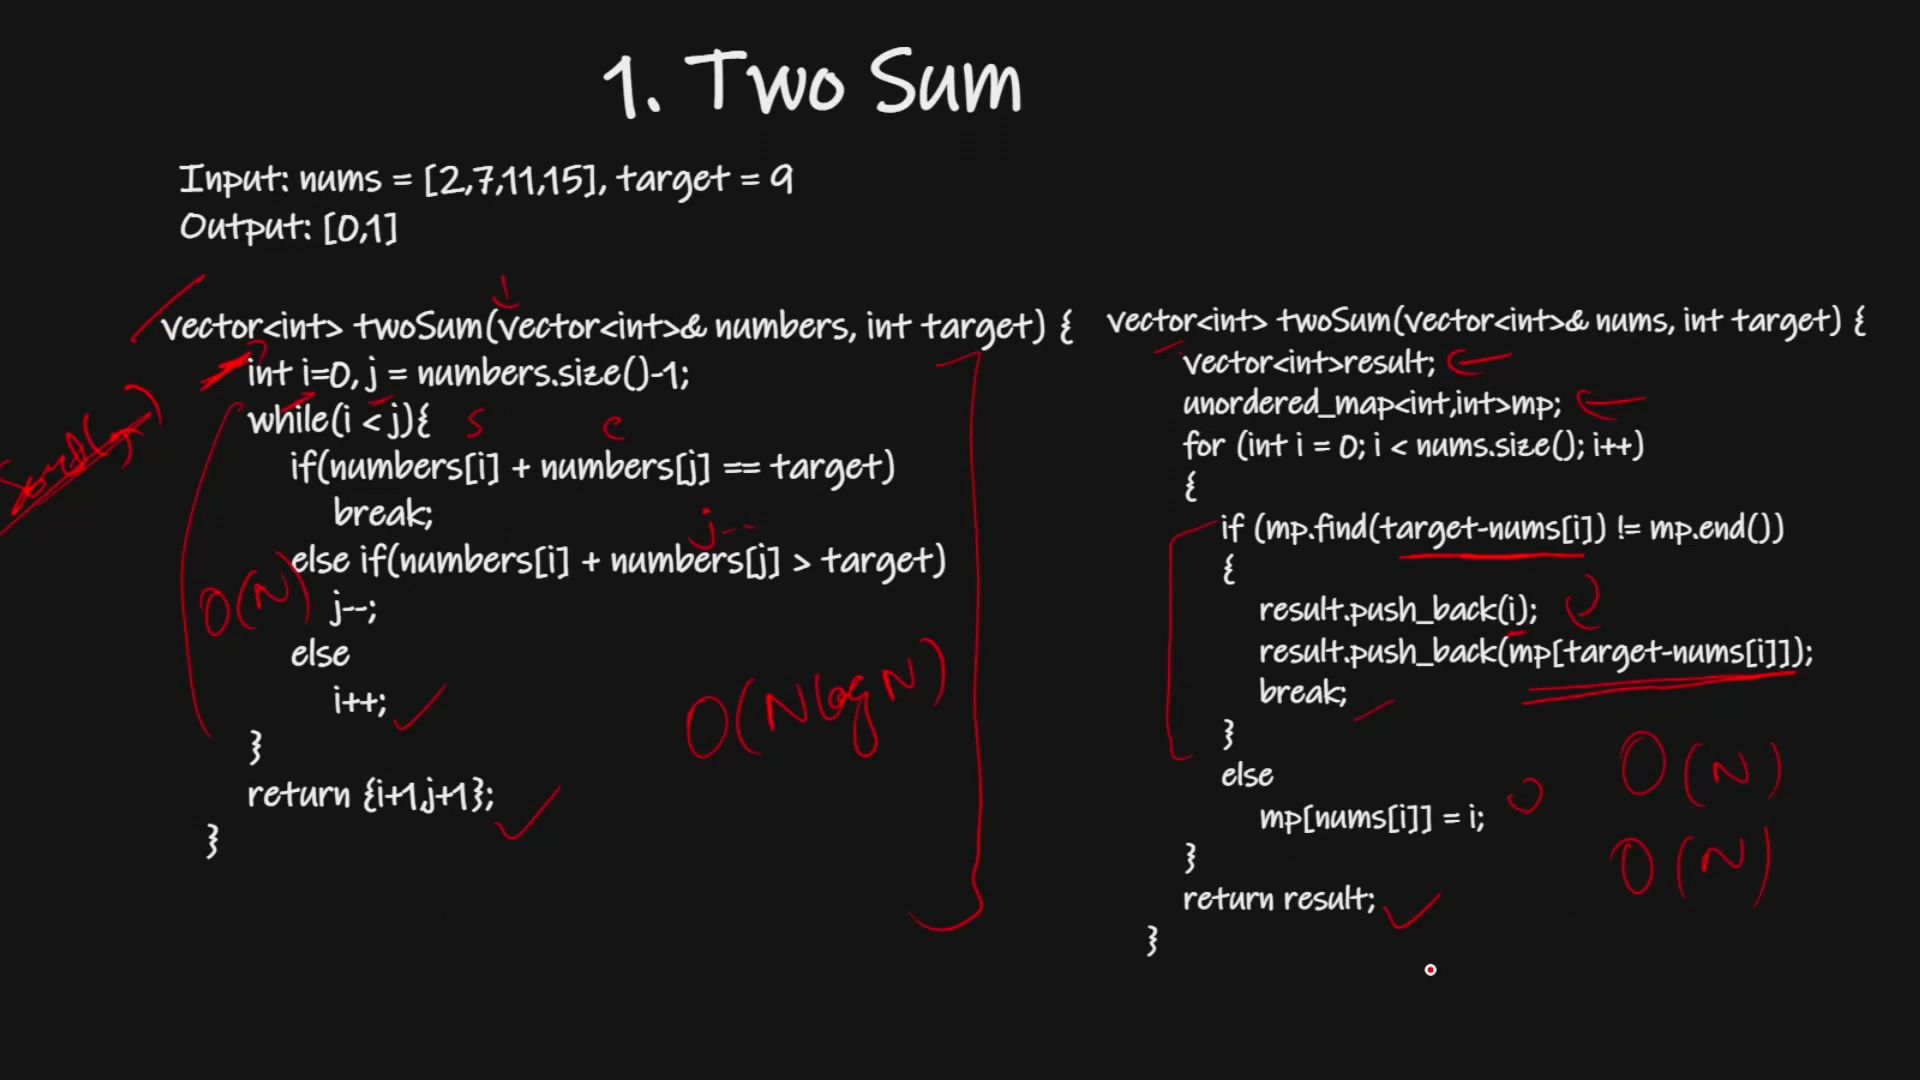 1. Two Sum
Input: nums = [2,7,11,15], target = 9
Output: [0,1]
vector<int> twoSum(vector<int>& numbers, int target) {
int i=0, j = numbers.size()-1;
while(i < j){
s e
if(numbers[i] + numbers[j] == target)
break;
j--
else if(numbers[i] + numbers[j] > target)
j--;
O(N)
else
i++;
O(NlogN)
}
return {i+1,j+1};
}
vector<int> twoSum(vector<int>& nums, int target) {
vector<int>result;
unordered_map<int,int>mp;
for (int i = 0; i < nums.size(); i++)
{
if (mp.find(target-nums[i]) != mp.end())
{
result.push_back(i);
result.push_back(mp[target-nums[i]]);
break;
}
else
mp[nums[i]] = i;
}
return result;
}
O(N)
O(N)